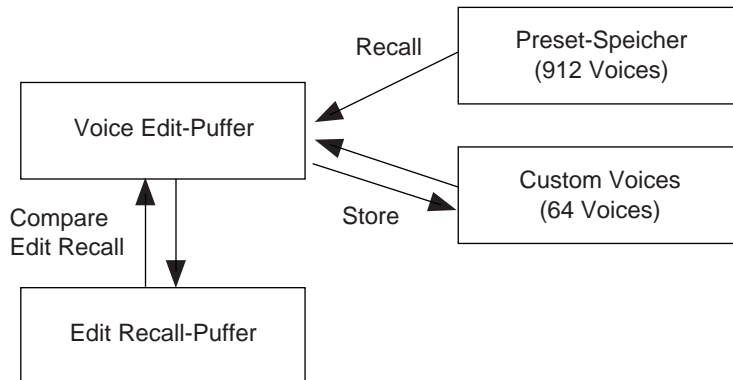 Recall
Preset-Speicher
(912 Voices)
Voice Edit-Puffer
Custom Voices
(64 Voices)
Store
Compare
Edit Recall
Edit Recall-Puffer